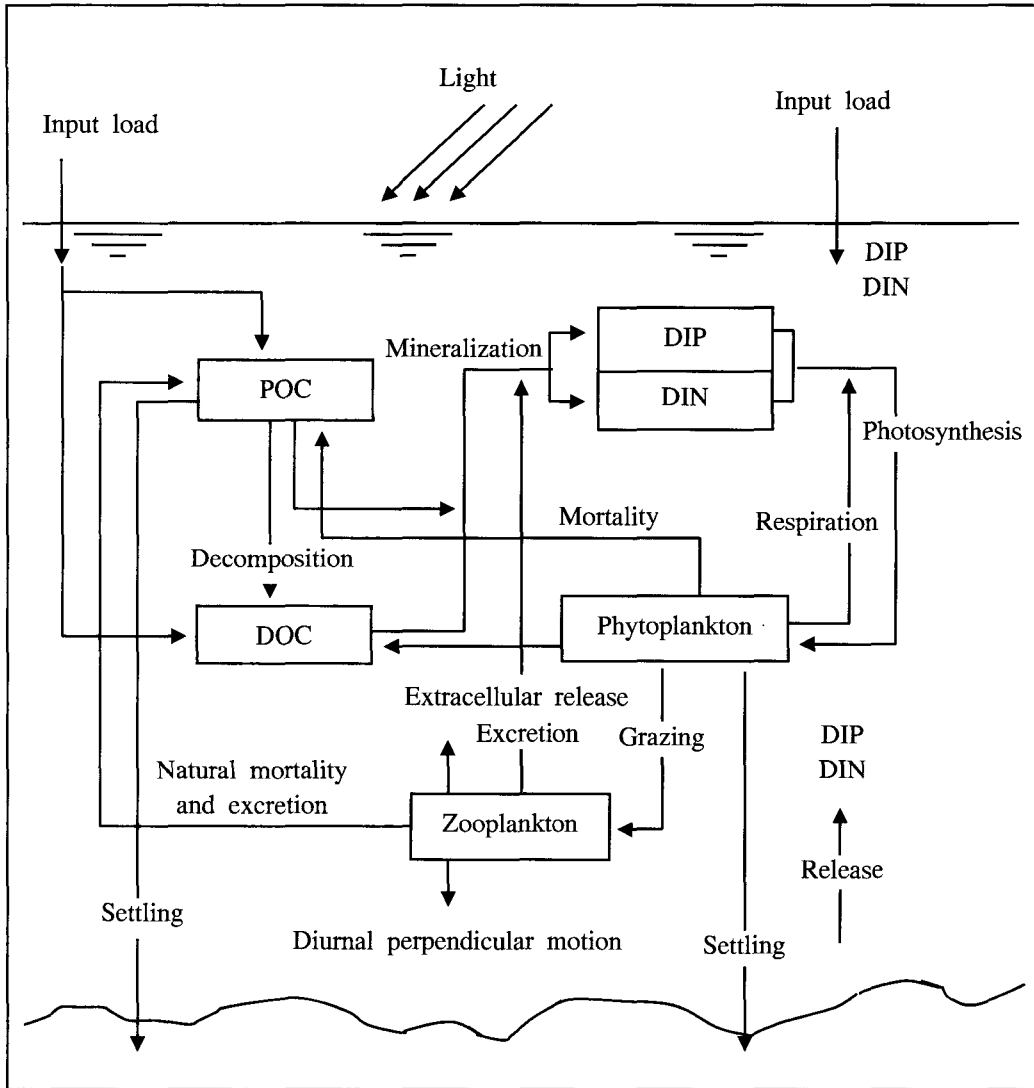 Light
Input load
Input load
DIP
DIN
Mineralization
DIP
DIN
POC
Photosynthesis
Mortality
Respiration
Decomposition
DOC
Phytoplankton
Extracellular release
Excretion
Grazing
DIP
DIN
Natural mortality
and excretion
Zooplankton
Release
Settling
Diurnal perpendicular motion
Settling